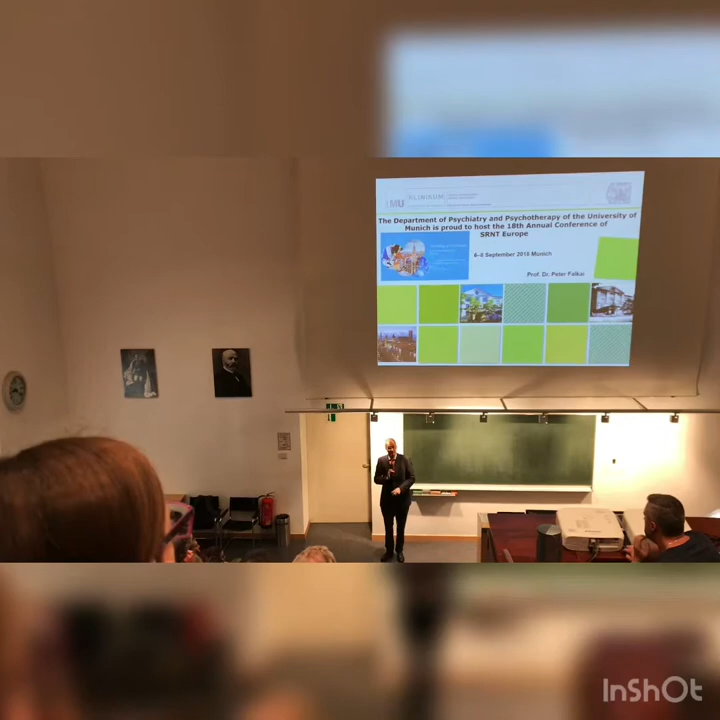 LMU KLINIKUM
The Department of Psychiatry and Psychotherapy of the University of
Munich is proud to host the 18th Annual Conference of
SRNT Europe
6-8 September 2018 Munich
Prof. Dr. Peter Falkai
InShOt